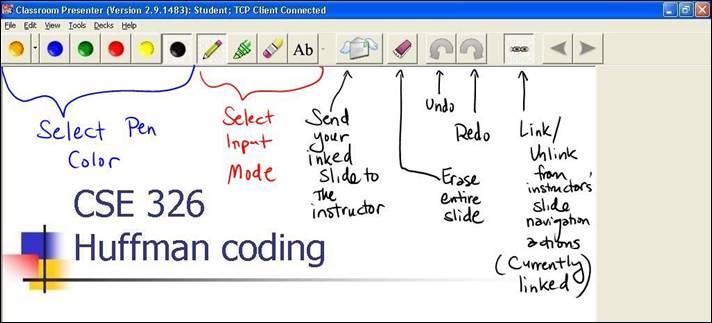 Classroom Presenter (Version 2.9.1483): Student; TCP Client Connected
File Edit View Tools Decks Help
Ab
Select Pen
Color
Select
Input
Mode
Send
your
inked
slide to
The
instructor
Erase
entire
slide
Undo
Redo
Link/
Unlink
from
instructors'
slide
navigation
actions
(Currently
linked)
CSE 326
Huffman coding